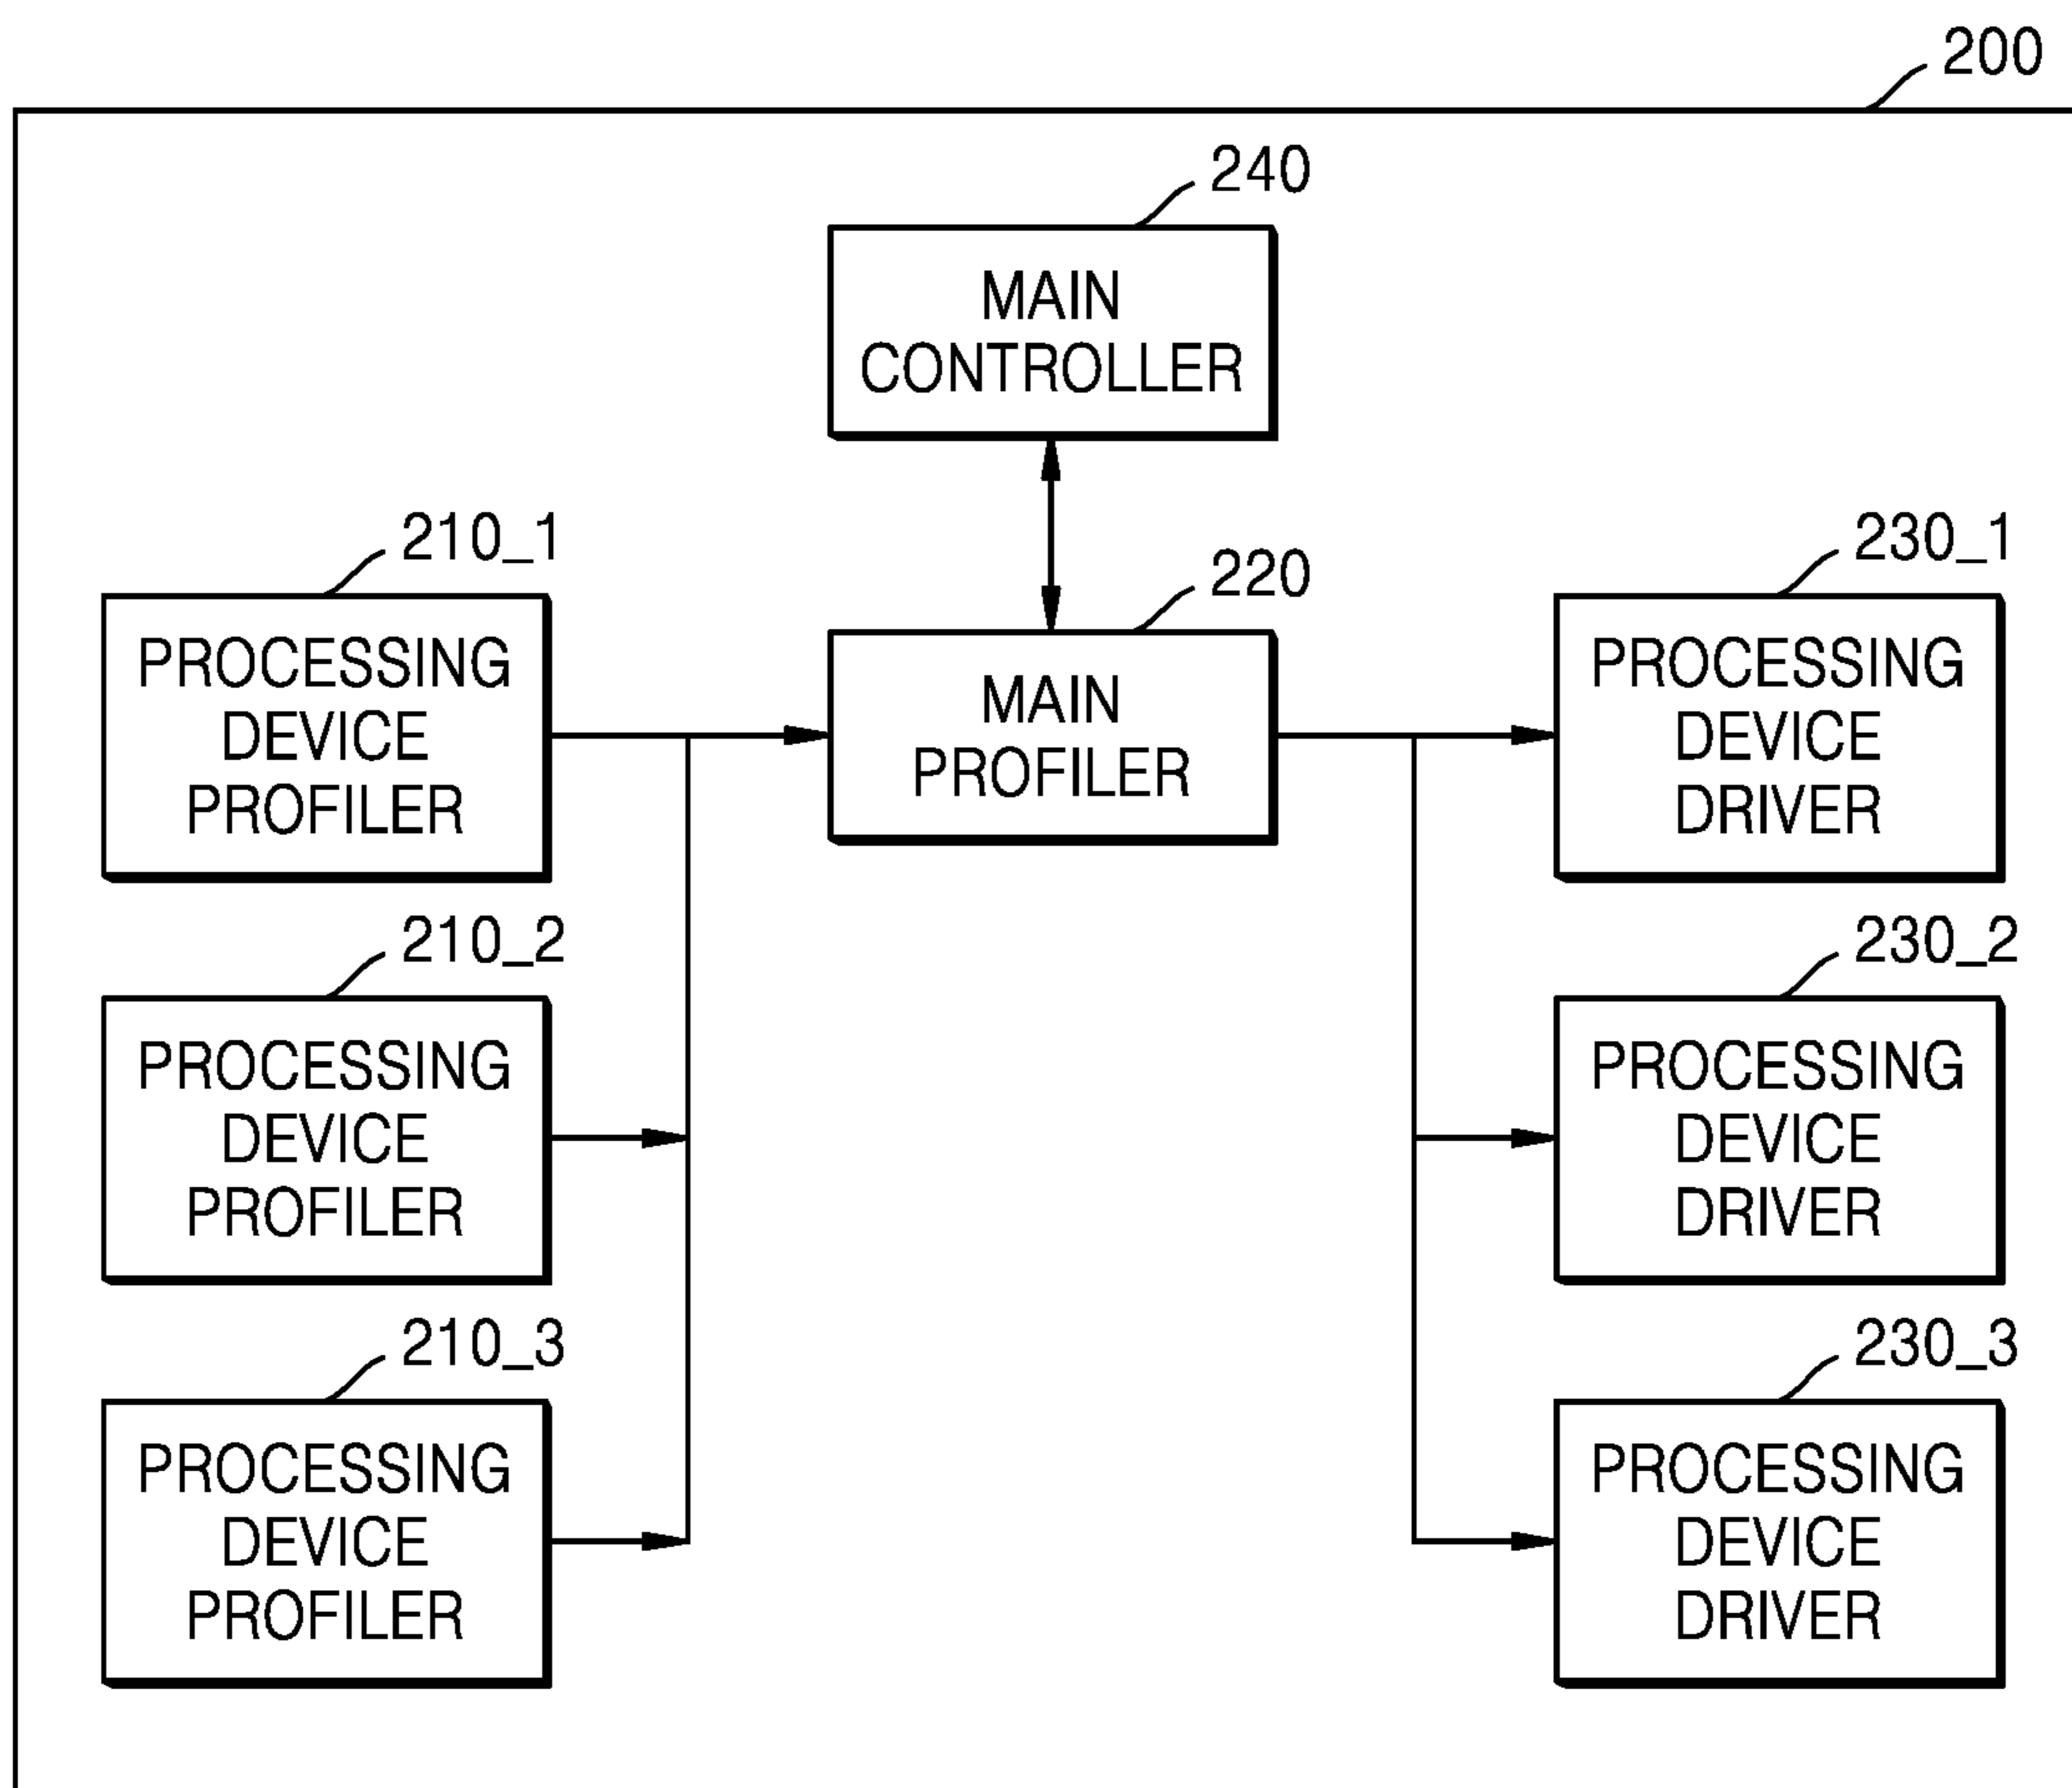 200
240
MAIN
CONTROLLER
210_1
PROCESSING
DEVICE
PROFILER
220
MAIN
PROFILER
230_1
PROCESSING
DEVICE
DRIVER
210_2
PROCESSING
DEVICE
PROFILER
230_2
PROCESSING
DEVICE
DRIVER
210_3
PROCESSING
DEVICE
PROFILER
230_3
PROCESSING
DEVICE
DRIVER